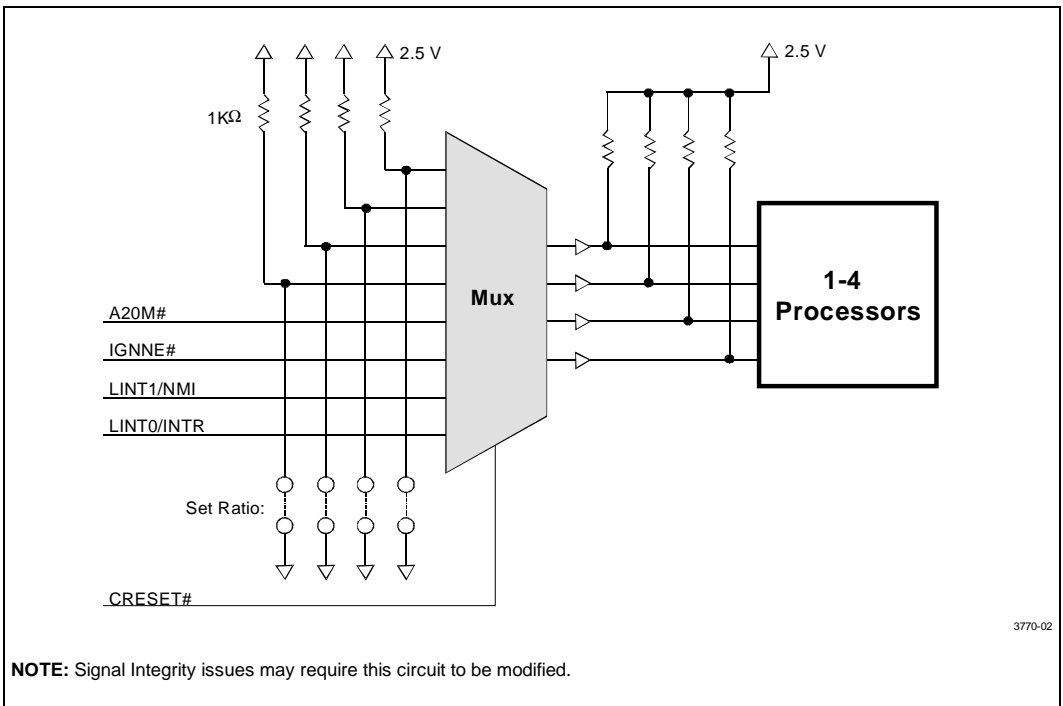 2.5 V
2.5 V
1KΩ
Mux
1-4
Processors
A20M#
IGNNE#
LINT1/NMI
LINT0/INTR
Set Ratio:
CRESET#
3770-02
NOTE: Signal Integrity issues may require this circuit to be modified.